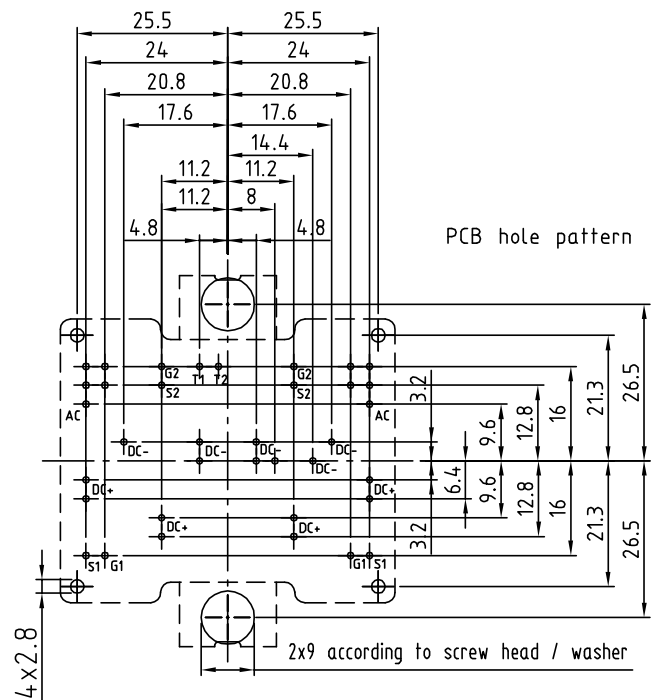 25.5 25.5
24 24
20.8 20.8
17.6 17.6
14.4
11.2 11.2
11.2 8
4.8 4.8
PCB hole pattern
G2 T1 T2 G2
S2 S2
AC AC
DC- DC- DC- DC-
DC-
DC+ DC+
DC+ DC+
S1 G1 G1 S1
3.2
9.6
12.8
16
21.3
26.5
6.4
3.2
9.6
12.8
16
21.3
26.5
4x2.8
2x9 according to screw head / washer